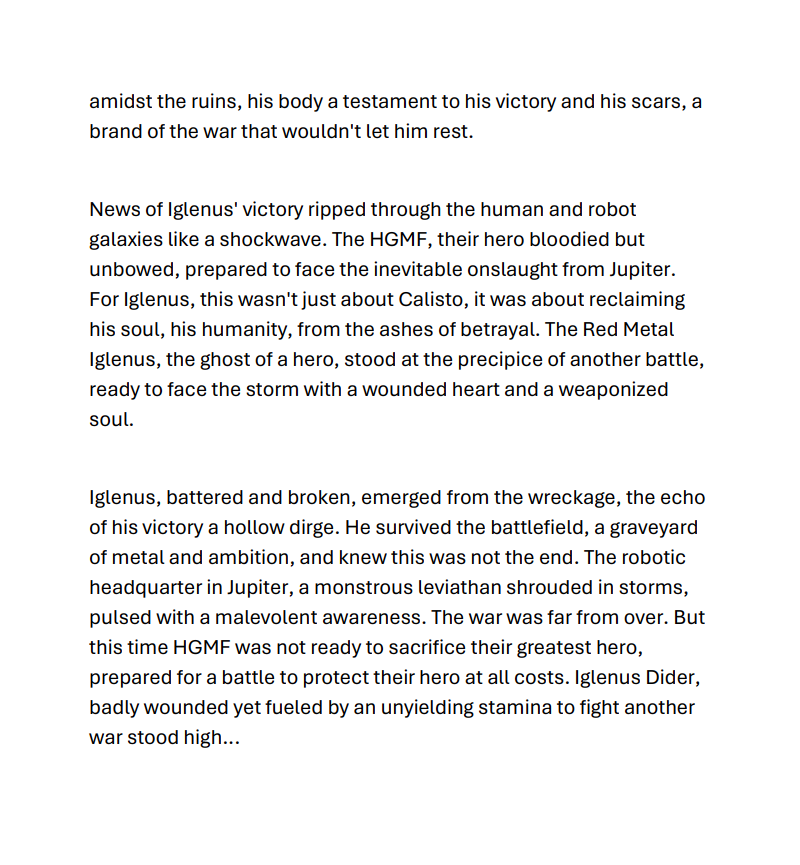 amidst the ruins, his body a testament to his victory and his scars, a
brand of the war that wouldn't let him rest.
News of Iglenus' victory ripped through the human and robot
galaxies like a shockwave. The HGMF, their hero bloodied but
unbowed, prepared to face the inevitable onslaught from Jupiter.
For Iglenus, this wasn't just about Calisto, it was about reclaiming
his soul, his humanity, from the ashes of betrayal. The Red Metal
Iglenus, the ghost of a hero, stood at the precipice of another battle,
ready to face the storm with a wounded heart and a weaponized
soul.
Iglenus, battered and broken, emerged from the wreckage, the echo
of his victory a hollow dirge. He survived the battlefield, a graveyard
of metal and ambition, and knew this was not the end. The robotic
headquarter in Jupiter, a monstrous leviathan shrouded in storms,
pulsed with a malevolent awareness. The war was far from over. But
this time HGMF was not ready to sacrifice their greatest hero,
prepared for a battle to protect their hero at all costs. Iglenus Dider,
badly wounded yet fueled by an unyielding stamina to fight another
war stood high...